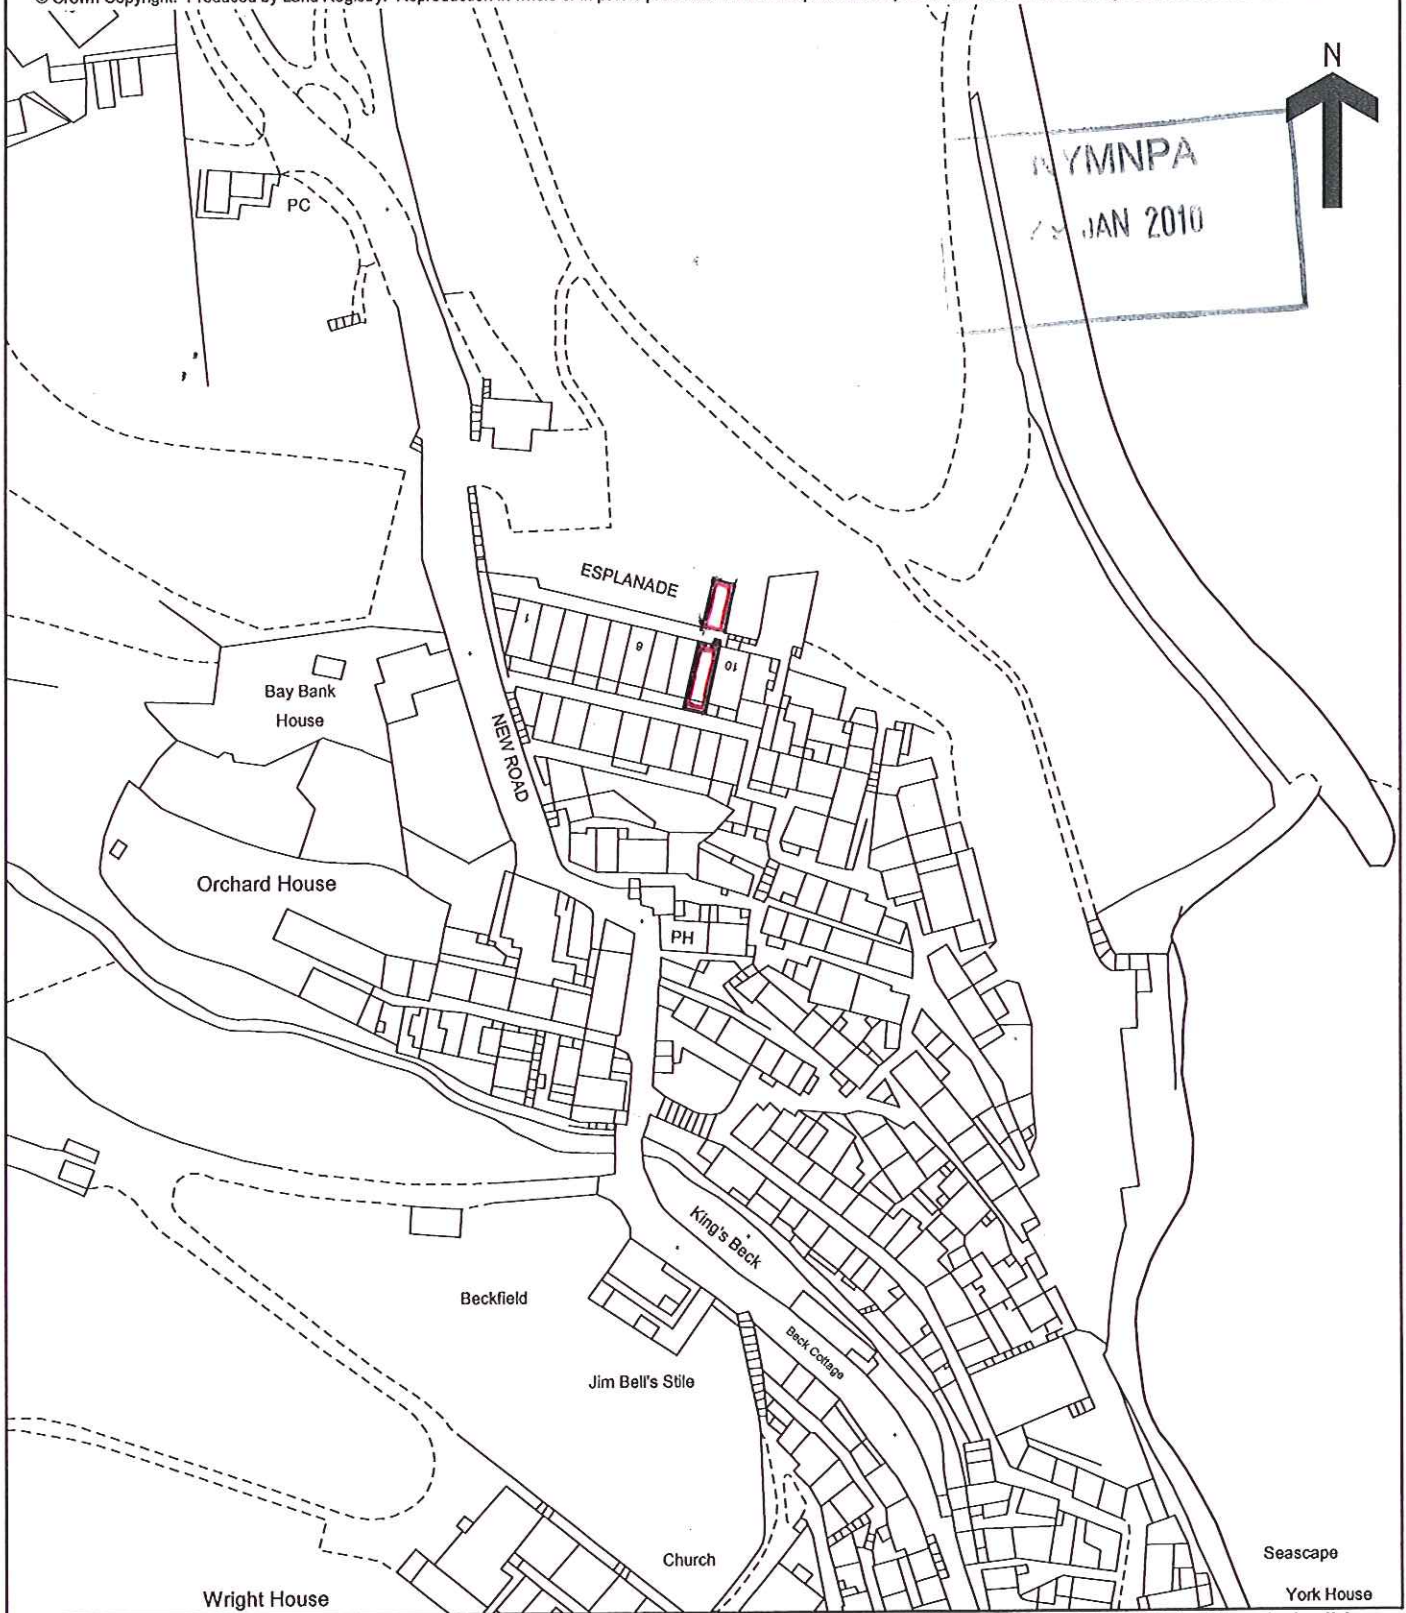 N
NYMNPA
JAN 2010
PC
ESPLANADE
1
6
10
Bay Bank
House
NEW ROAD
Orchard House
PH
King's Beck
Beckfield
Beck Cottage
Jim Bell's Stile
Church
Seascape
Wright House
York House